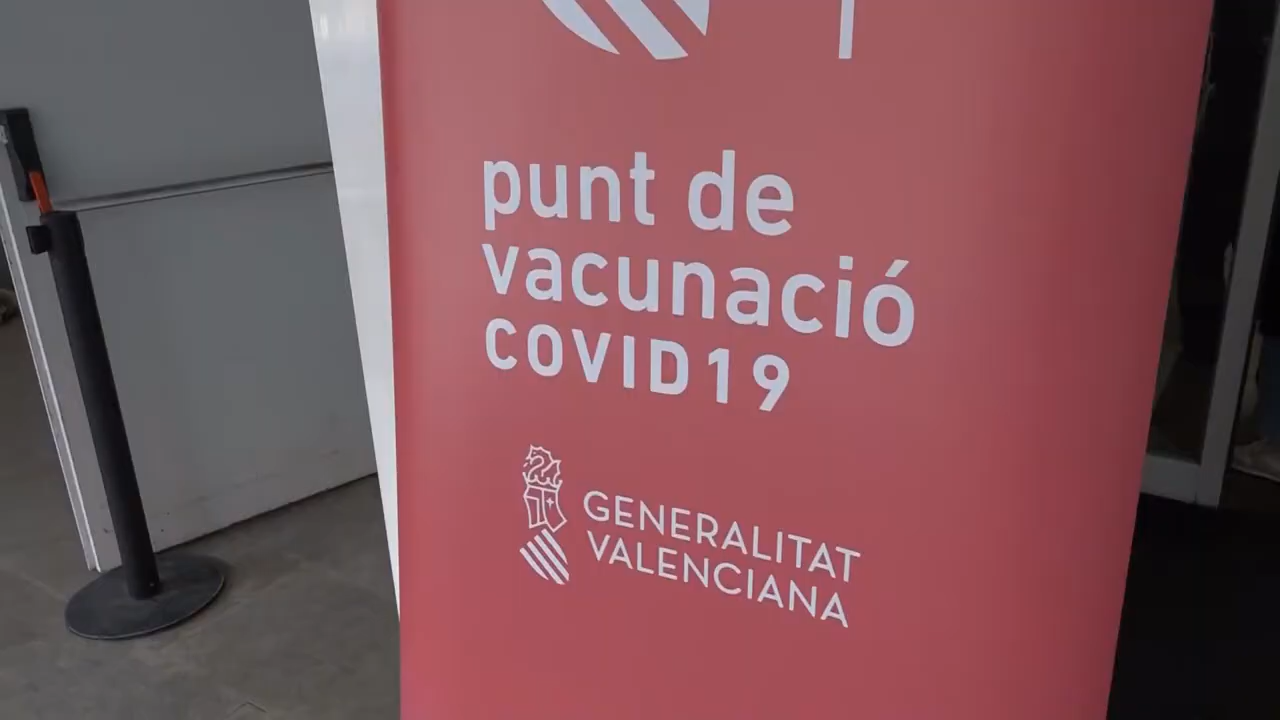 punt de
vacunació
COVID19
GENERALITAT
VALENCIANA